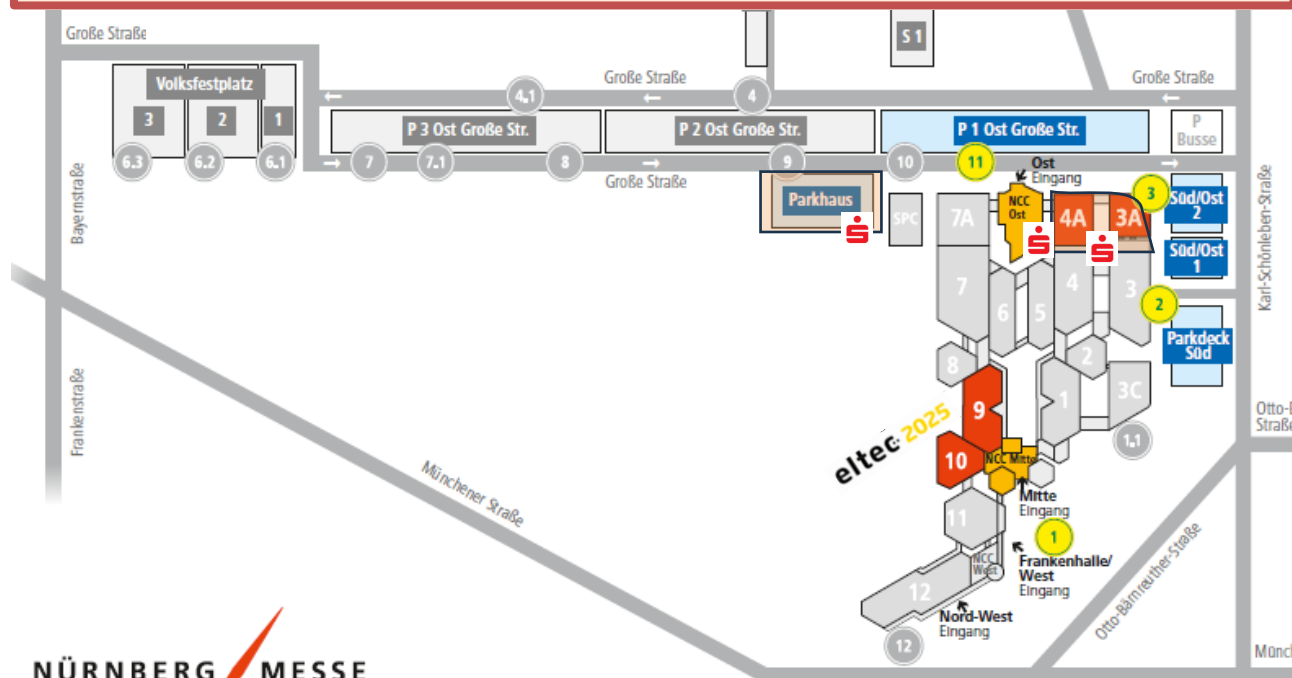 Große Straße
S 1
Große Straße
Große Straße
Volksfestplatz
3
2
1
6.3
6.2
6.1
4.1
4
P 3 Ost Große Str.
P 2 Ost Große Str.
P 1 Ost Große Str.
P
Busse
7
7.1
8
9
10
11
Große Straße
Ost
Eingang
Bayernstraße
Parkhaus
SPC
7A
NCC
Ost
4A
3A
3
Süd/Ost
2
Süd/Ost
1
Karl-Schönleben-Straße
7
6
5
4
3
2
Parkdeck
Süd
8
2
9
1
3C
1.1
Frankenstraße
eltec 2025
10
NCC Mitte
Mitte
Eingang
Münchener Straße
11
1
NCC
West
Frankenhalle/
West
Eingang
12
Nord-West
Eingang
12
Otto-Bärnreuther-Straße
Otto-B
Straße
Münch
NÜRNBERG MESSE